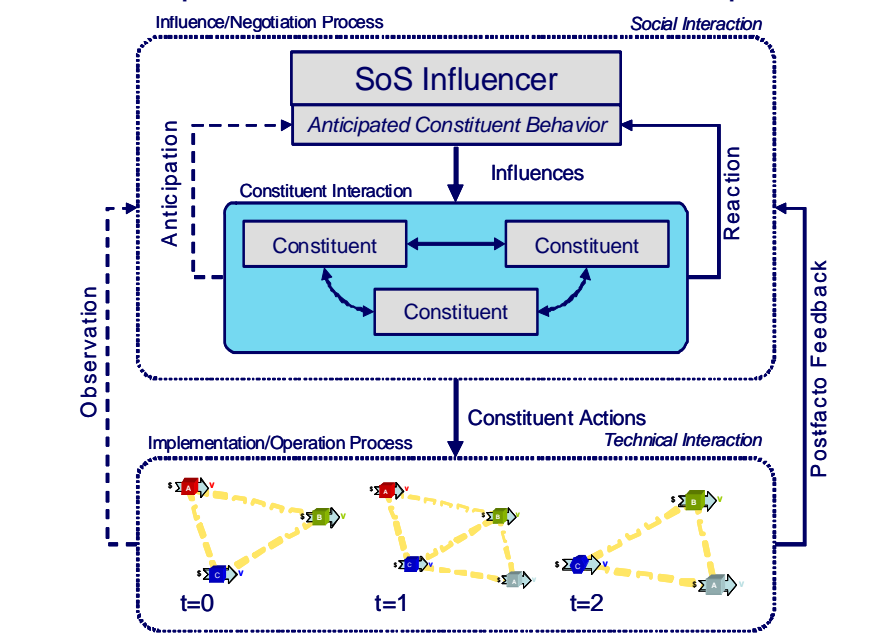 Influence/Negotiation Process
Social Interaction
SoS Influencer
Anticipated Constituent Behavior
Anticipation
Influences
Reaction
Constituent Interaction
Constituent
Constituent
Constituent
Observation
Postfacto Feedback
Constituent Actions
Implementation/Operation Process
Technical Interaction
$ Σ A v
$ Σ B v
$ Σ C v
t=0
$ Σ A v
$ Σ B v
$ Σ C v
$ Σ A v
t=1
$ Σ B v
$ Σ C v
$ Σ A v
t=2